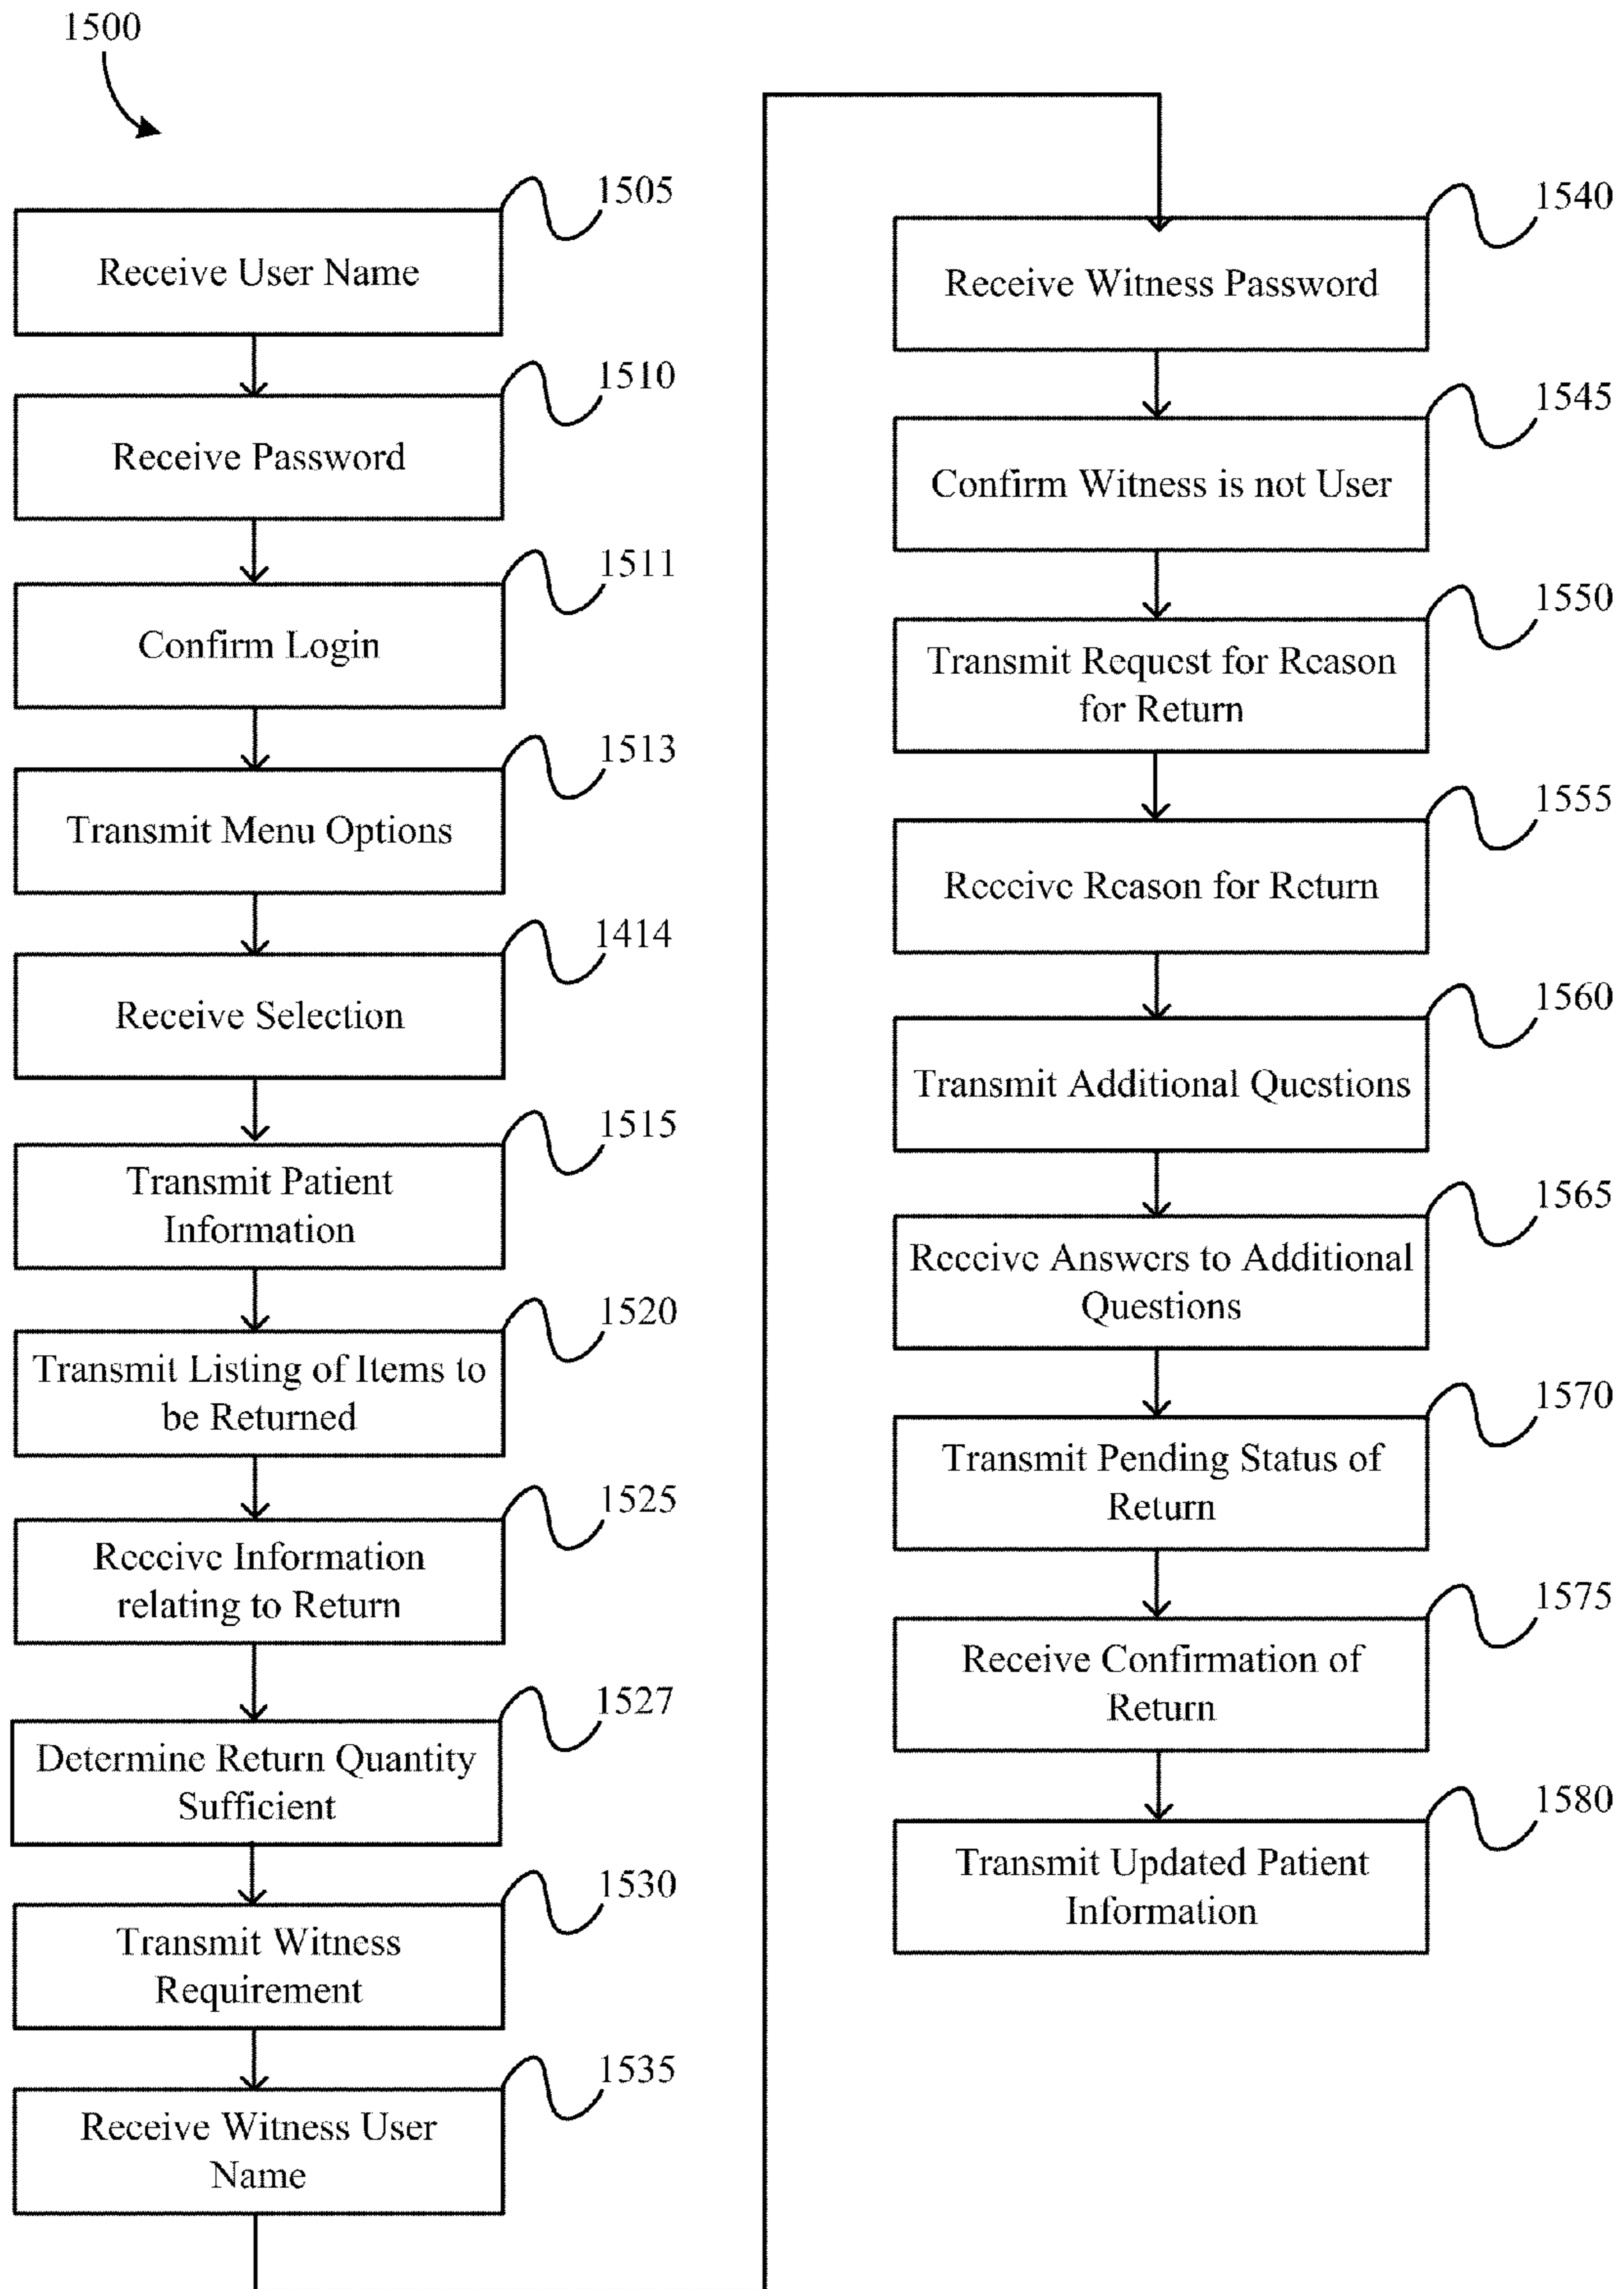 1500
1505
Receive User Name
1510
Receive Password
1511
Confirm Login
1513
Transmit Menu Options
1414
Receive Selection
1515
Transmit Patient
Information
1520
Transmit Listing of Items to
be Returned
1525
Receive Information
relating to Return
1527
Determine Return Quantity
Sufficient
1530
Transmit Witness
Requirement
1535
Receive Witness User
Name
1540
Receive Witness Password
1545
Confirm Witness is not User
1550
Transmit Request for Reason
for Return
1555
Receive Reason for Return
1560
Transmit Additional Questions
1565
Receive Answers to Additional
Questions
1570
Transmit Pending Status of
Return
1575
Receive Confirmation of
Return
1580
Transmit Updated Patient
Information